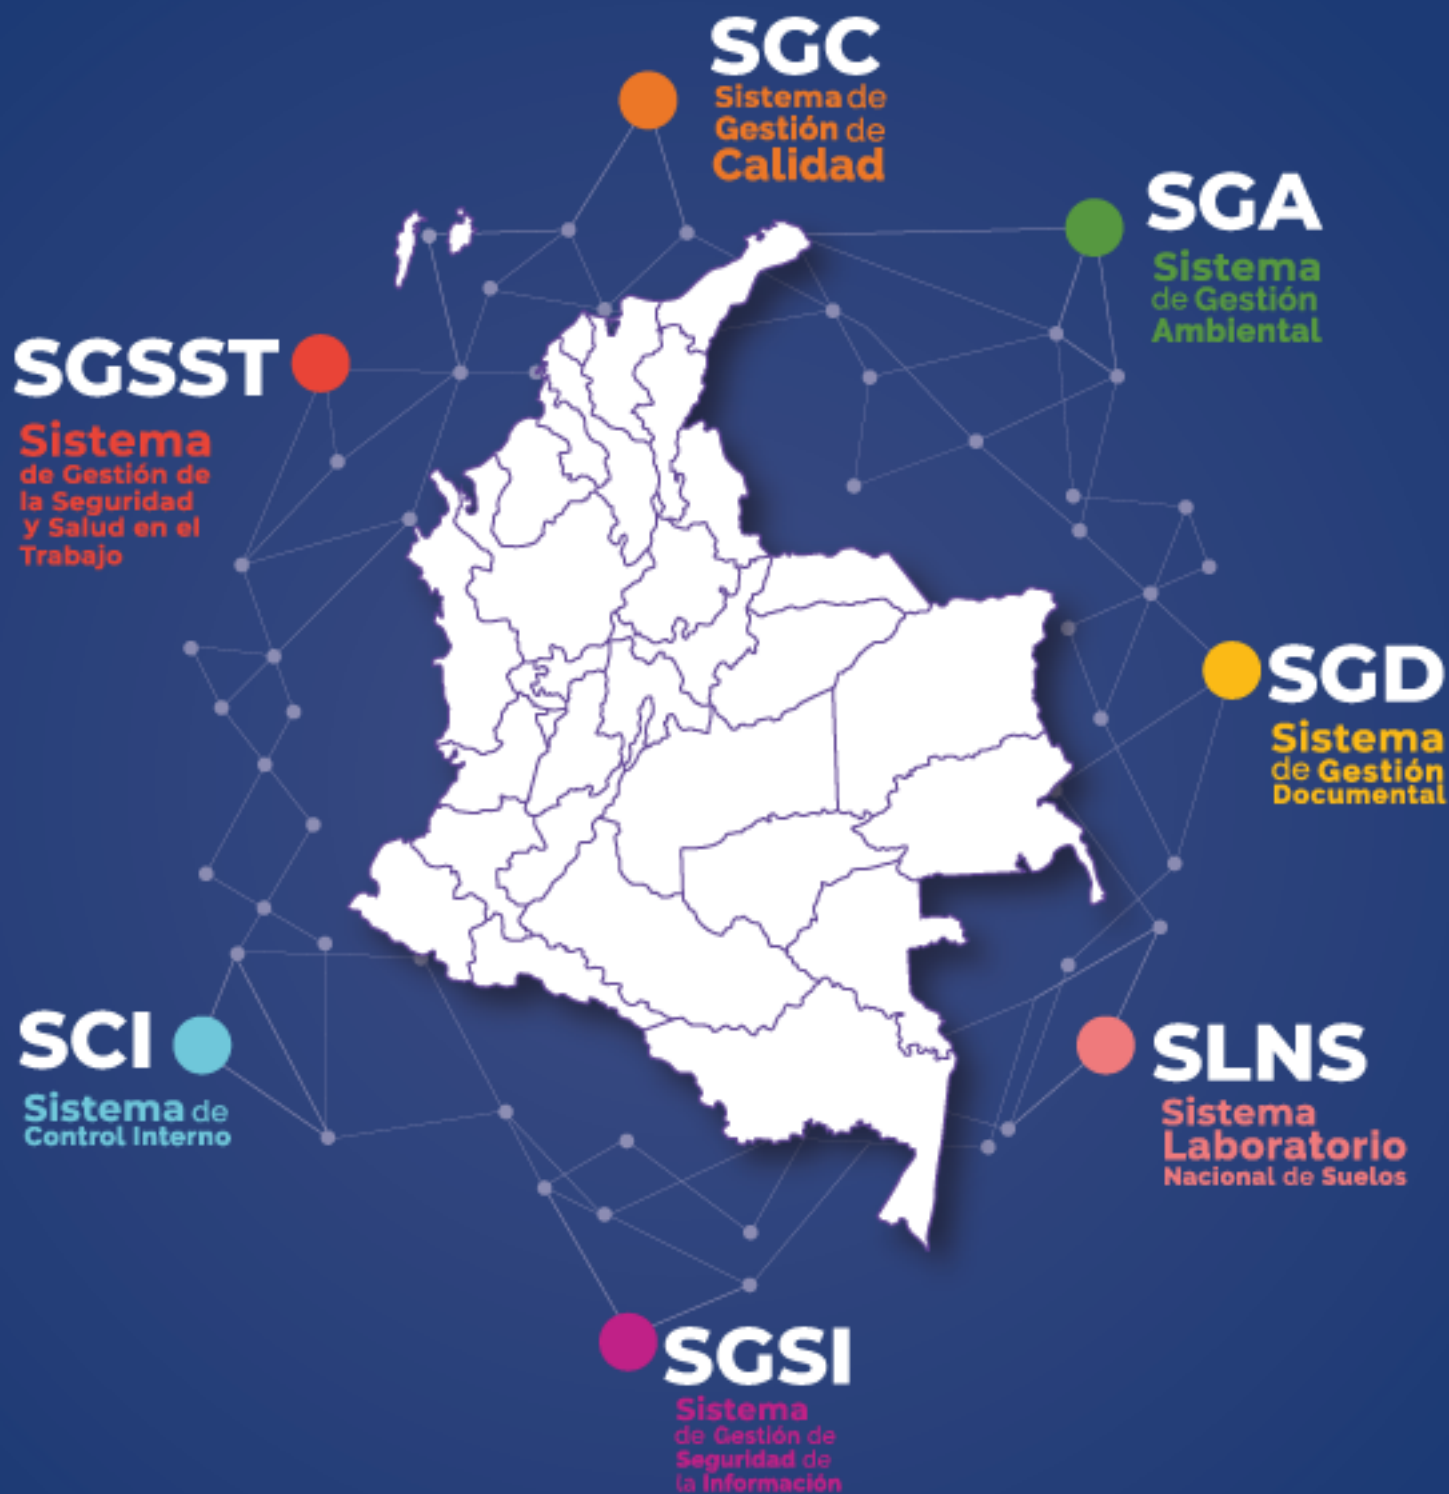 SGC
Sistema de
Gestión de
Calidad
SGA
Sistema
de Gestión
Ambiental
SGSST
Sistema
de Gestión de
la Seguridad
y Salud en el
Trabajo
SGD
Sistema
de Gestión
Documental
SCI
Sistema de
Control Interno
SLNS
Sistema
Laboratorio
Nacional de Suelos
SGSI
Sistema
de Gestión de
Seguridad de
la Información